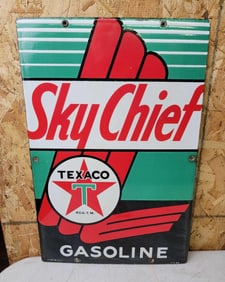 Sky Chief
TEXACO
T
REG. T.M.
GASOLINE